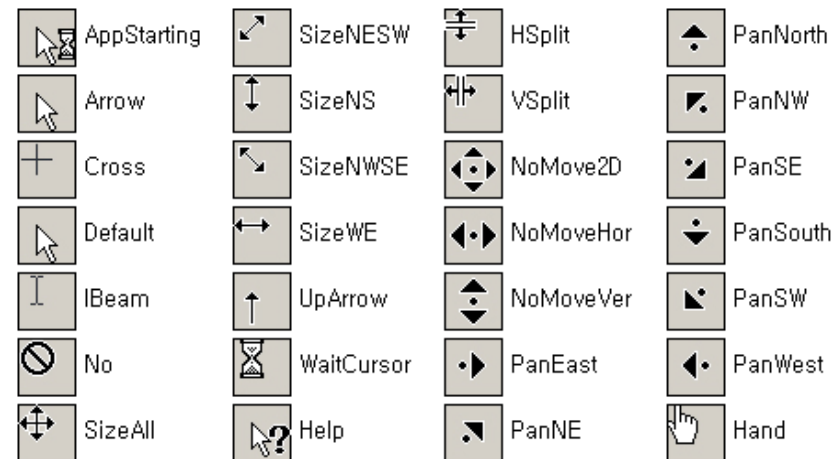 AppStarting
Arrow
Cross
Default
IBeam
No
SizeAll
SizeNESW
SizeNS
SizeNWSE
SizeWE
UpArrow
WaitCursor
Help
HSplit
VSplit
NoMove2D
NoMoveHor
NoMoveVer
PanEast
PanNE
PanNorth
PanNW
PanSE
PanSouth
PanSW
PanWest
Hand